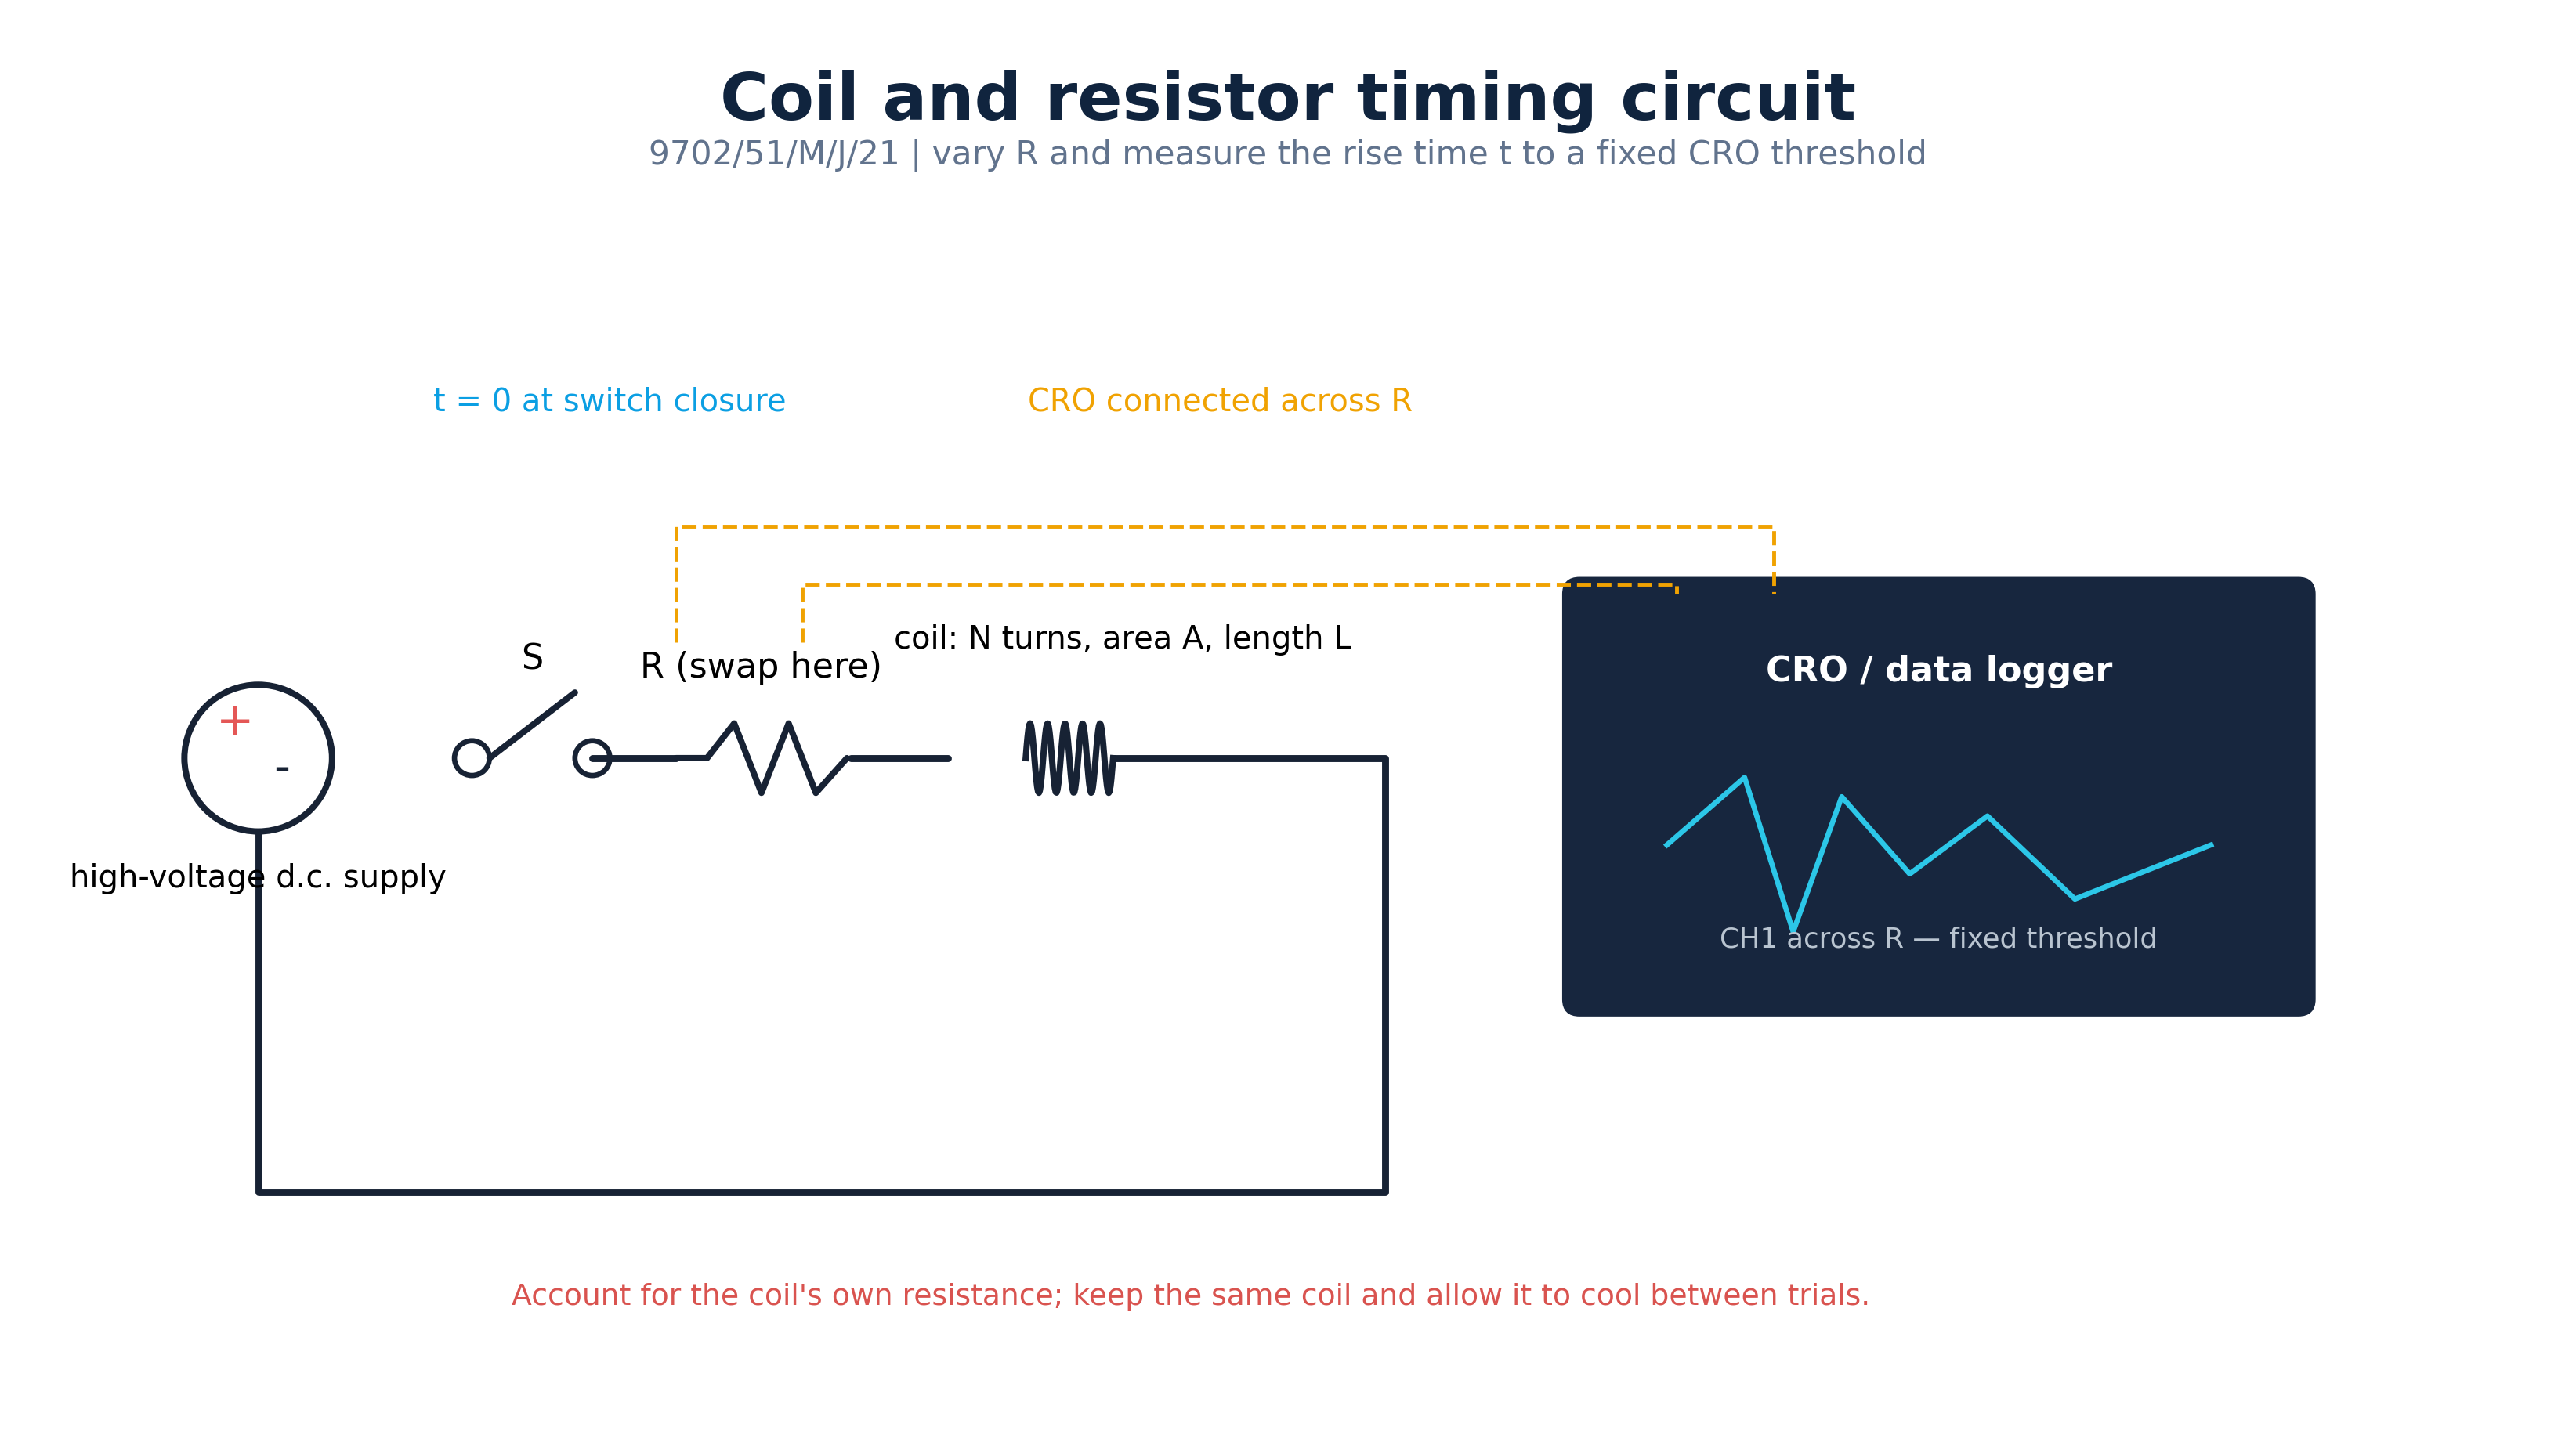 Coil and resistor timing circuit
9702/51/M/J/21 | vary R and measure the rise time t to a fixed CRO threshold
t = 0 at switch closure
CRO connected across R
S
R (swap here)
coil: N turns, area A, length L
CRO / data logger
+
-
high-voltage d.c. supply
CH1 across R — fixed threshold
Account for the coil's own resistance; keep the same coil and allow it to cool between trials.